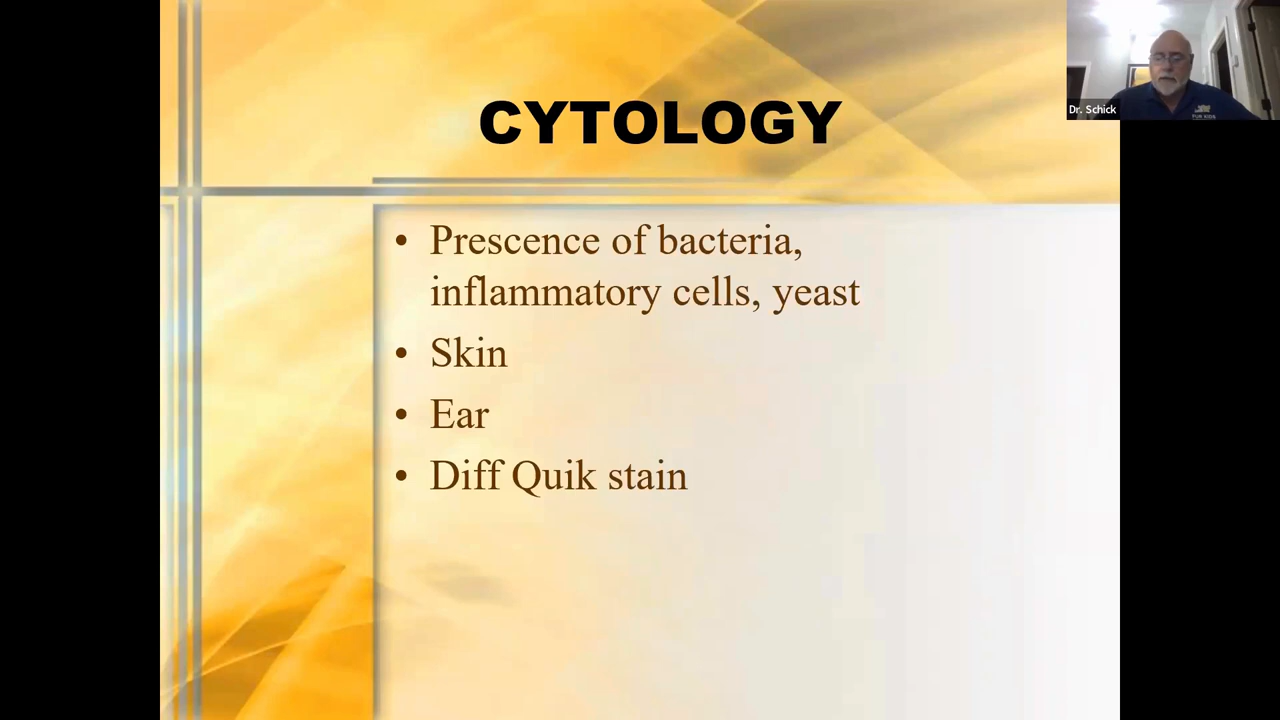 CYTOLOGY
Dr. Schick
• Prescence of bacteria,
inflammatory cells, yeast
• Skin
• Ear
• Diff Quik stain